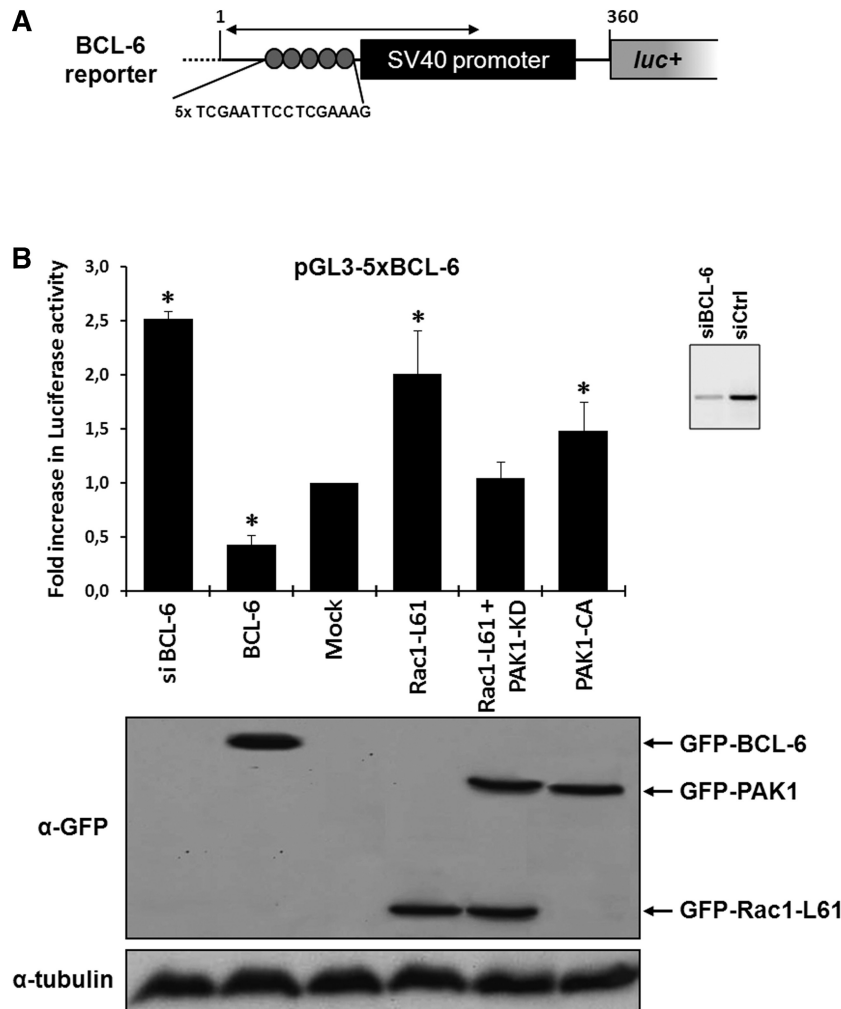 A
BCL-6
reporter
1
360
SV40 promoter
luc+
5x TCGAATTCCTCGAAAG
B
pGL3-5xBCL-6
Fold increase in Luciferase activity
3,0
2,5
2,0
1,5
1,0
0,5
0,0
*
*
*
*
si BCL-6
BCL-6
Mock
Rac1-L61
Rac1-L61 +
PAK1-KD
PAK1-CA
siBCL-6
siCtrl
α-GFP
GFP-BCL-6
GFP-PAK1
GFP-Rac1-L61
α-tubulin